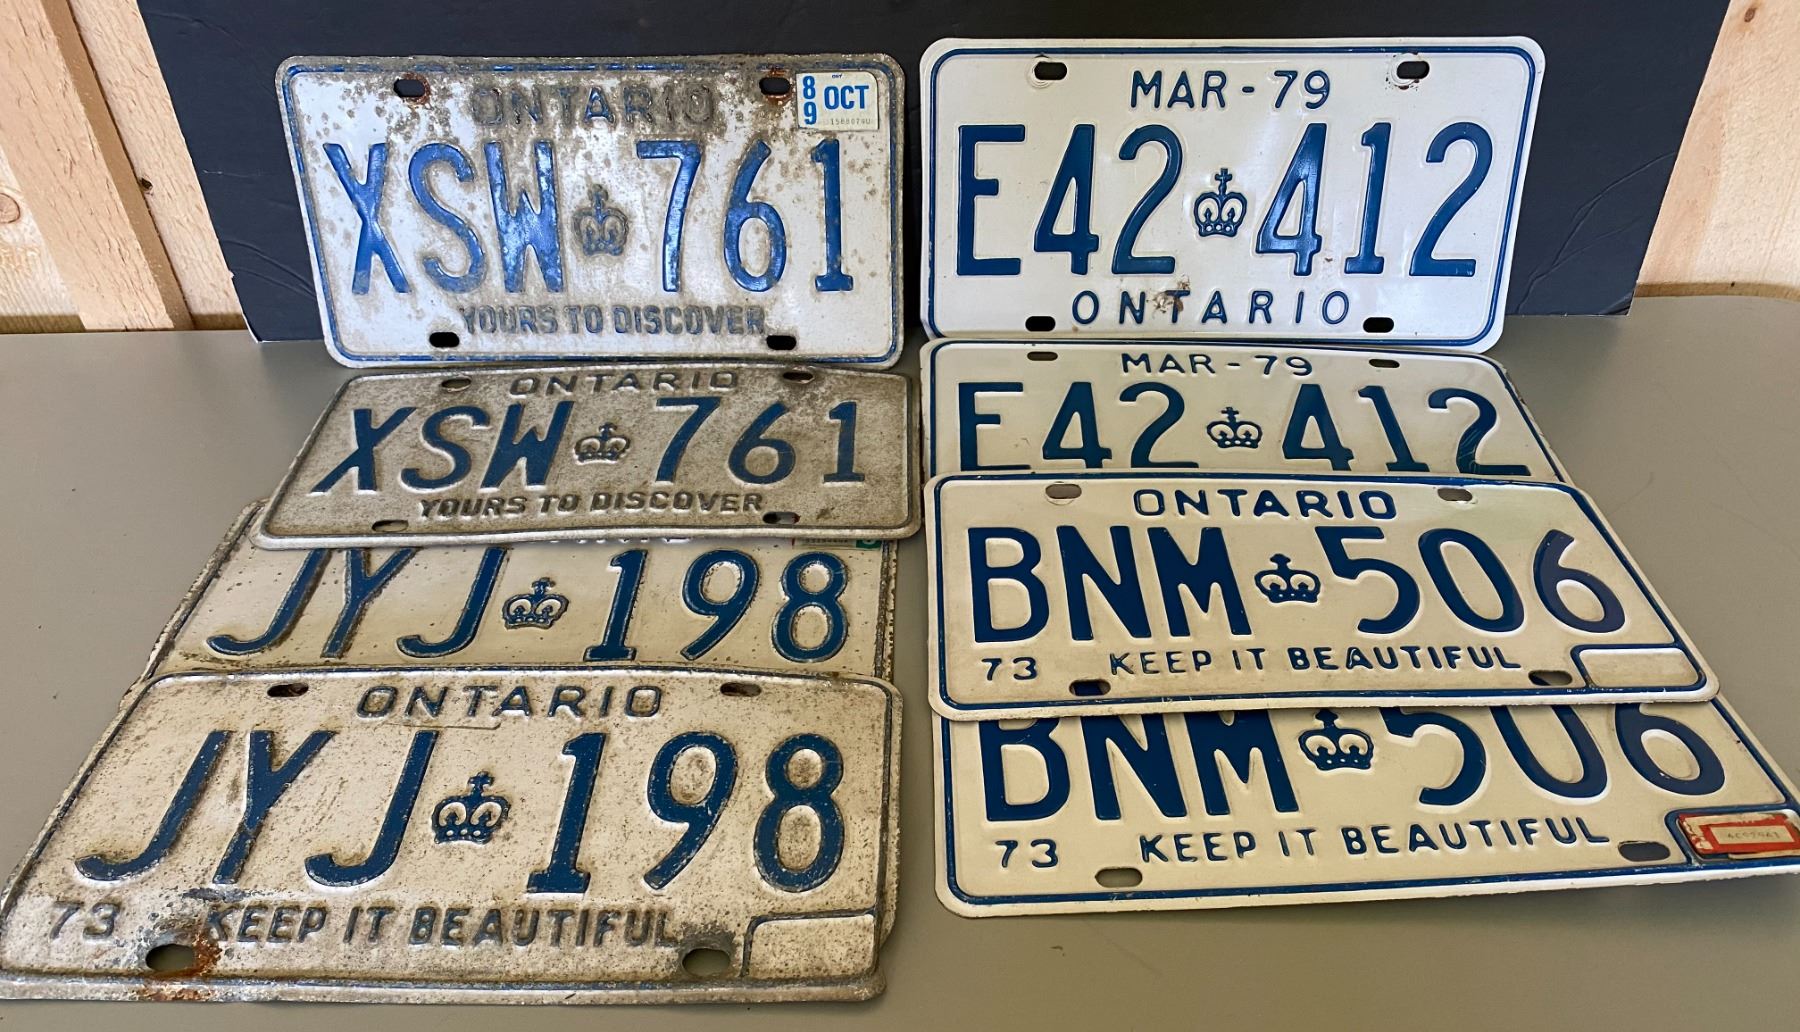 ONTARIO
89 OCT
XSW 761
YOURS TO DISCOVER
ONTARIO
XSW 761
YOURS TO DISCOVER
JYJ 198
ONTARIO
JYJ 198
73 KEEP IT BEAUTIFUL
MAR - 79
E42 412
ONTARIO
MAR - 79
E42 412
ONTARIO
BNM 506
73 KEEP IT BEAUTIFUL
BNM 506
73 KEEP IT BEAUTIFUL